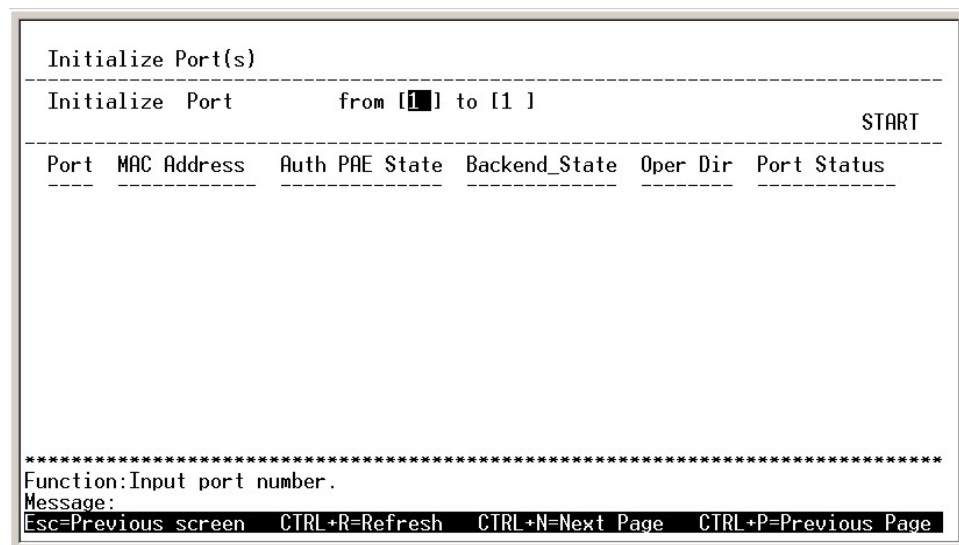 Initialize Port(s)
Initialize Port from [1 ] to [1 ]
START
Port MAC Address Auth PAE State Backend_State Oper Dir Port Status
*******************************************************************************
Function:Input port number.
Message:
Esc=Previous screen CTRL+R=Refresh CTRL+N=Next Page CTRL+P=Previous Page